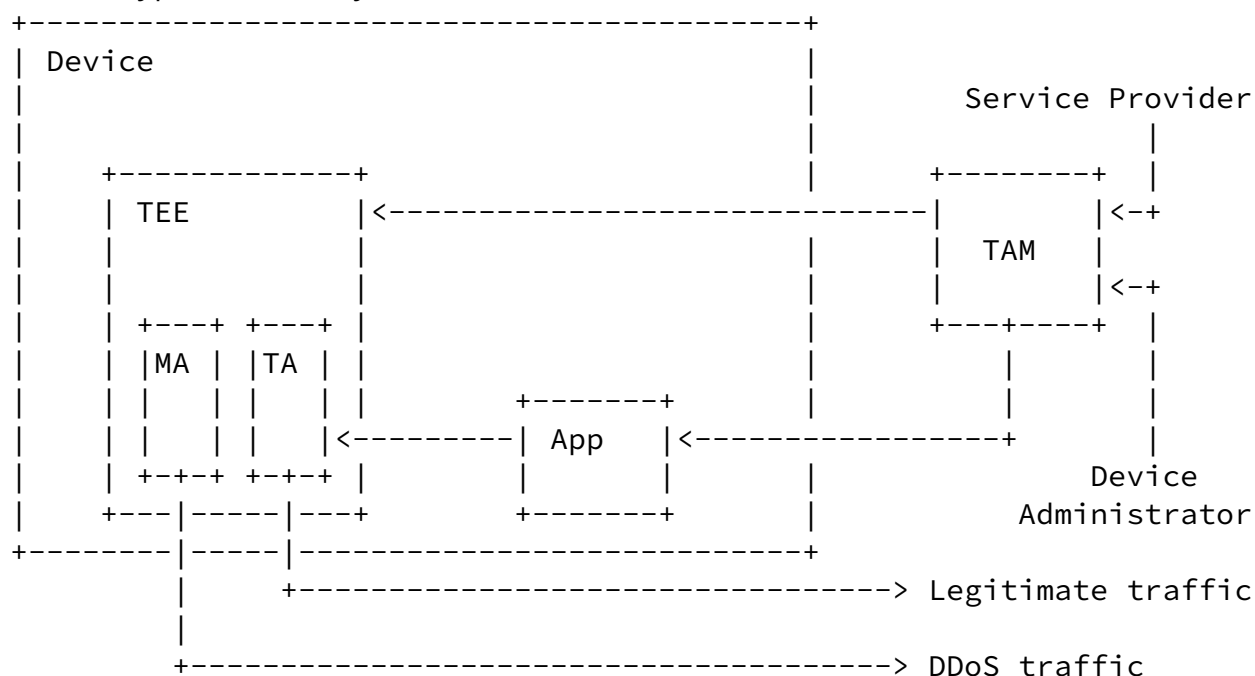 Device
Service Provider
TEE
TAM
MA TA
App
Device
Administrator
Legitimate traffic
DDoS traffic